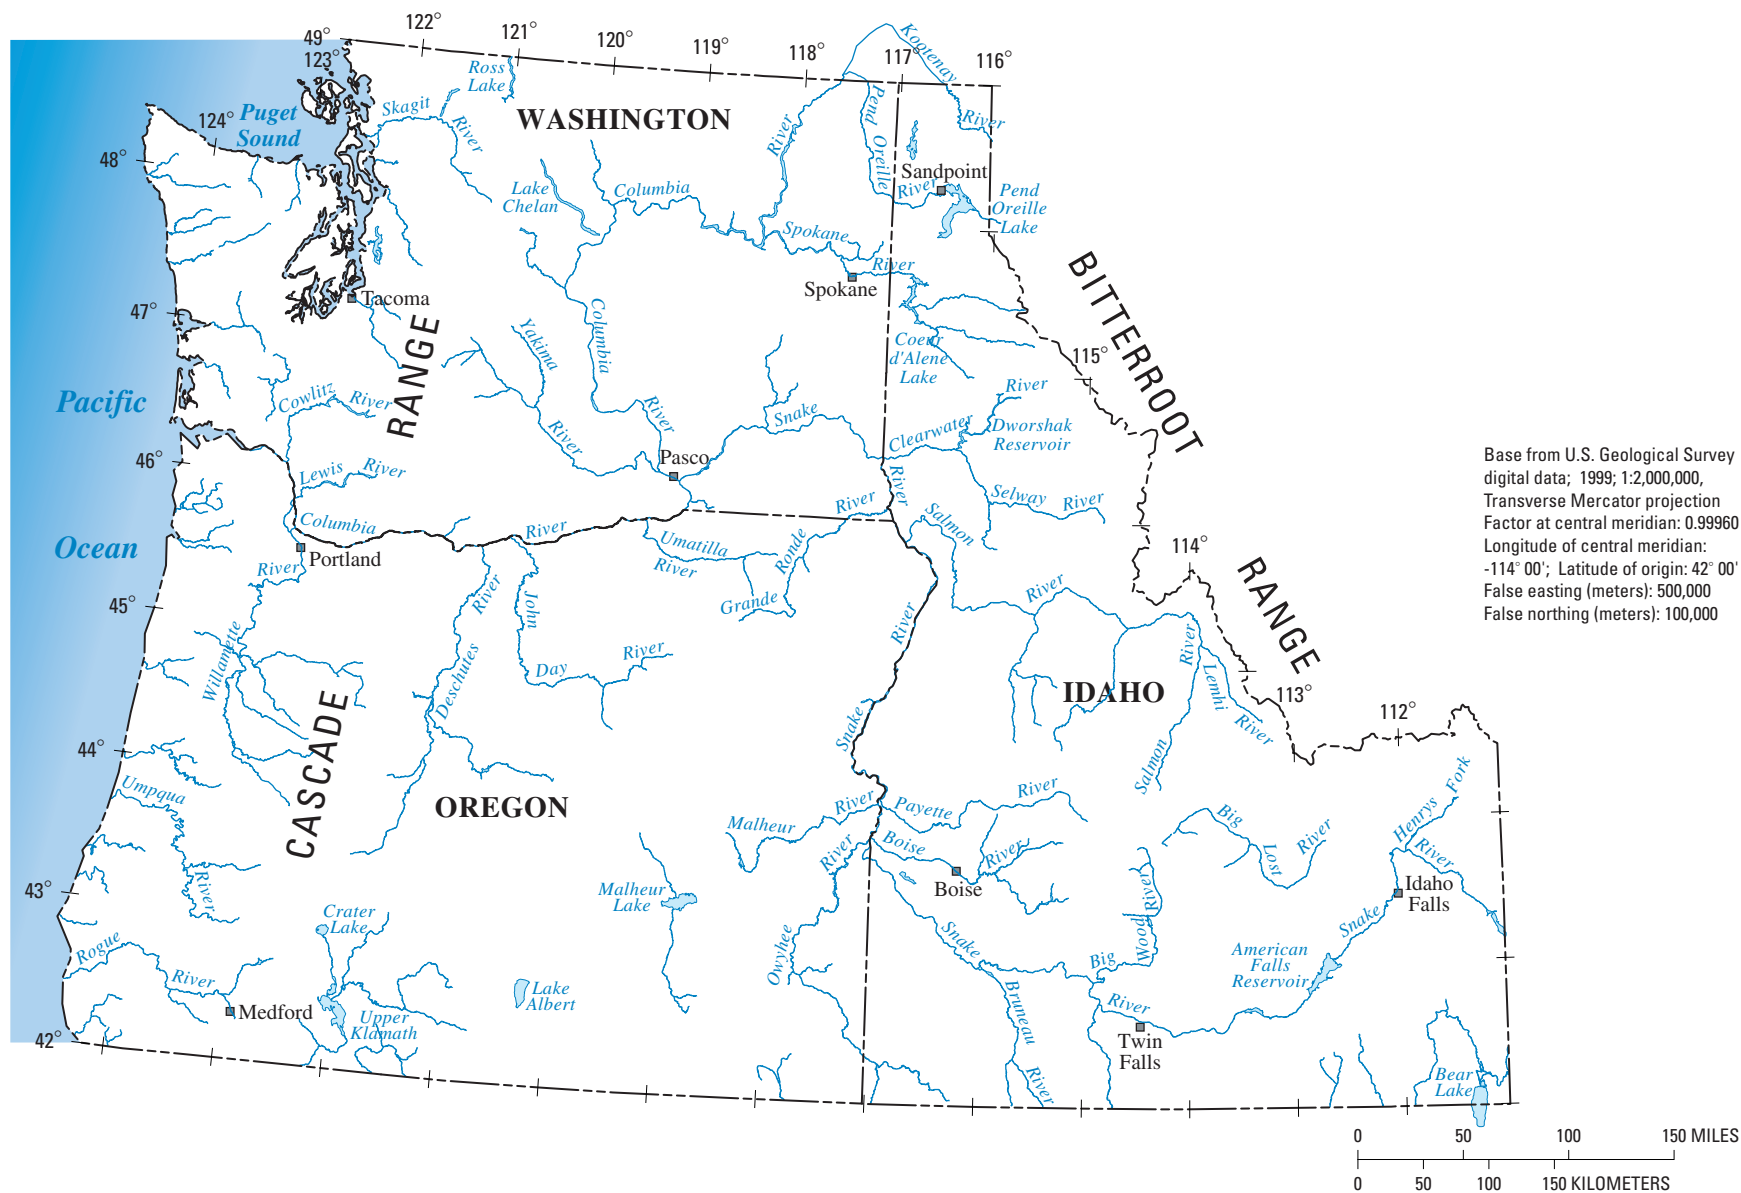 122°
121°
120°
119°
118°
117°
116°
49°
123°
124°
48°
47°
46°
45°
44°
43°
42°
115°
114°
113°
112°
WASHINGTON
OREGON
IDAHO
CASCADE
RANGE
BITTERROOT
RANGE
Pacific
Ocean
Puget
Sound
Ross
Lake
Skagit
River
Lake
Chelan
Columbia
River
Kootenay
River
Pend
Oreille
River
Sandpoint
Pend
Oreille
Lake
Spokane
River
Spokane
Coeur
d'Alene
Lake
Tacoma
Yakima
River
Columbia
River
Cowlitz
River
Lewis
River
Pasco
Snake
River
Clearwater
River
Dworshak
Reservoir
Selway
River
Salmon
River
Columbia
River
Portland
River
Willamette
Deschutes
River
John
Day
River
Umatilla
River
Grande
Ronde
River
Snake
River
Salmon
River
Lemhi
River
Umpqua
River
Rogue
River
Medford
Crater
Lake
Upper
Klamath
Lake
Albert
Malheur
Lake
Malheur
River
Owyhee
River
Payette
River
Boise
River
Boise
Snake
River
Bruneau
River
Big
Wood
River
Big
Lost
River
Twin
Falls
American
Falls
Reservoir
Snake
River
Henrys
Fork
Idaho
Falls
Bear
Lake
Base from U.S. Geological Survey
digital data; 1999; 1:2,000,000,
Transverse Mercator projection
Factor at central meridian: 0.99960
Longitude of central meridian:
-114° 00'; Latitude of origin: 42° 00'
False easting (meters): 500,000
False northing (meters): 100,000
0 50 100 150 MILES
0 50 100 150 KILOMETERS